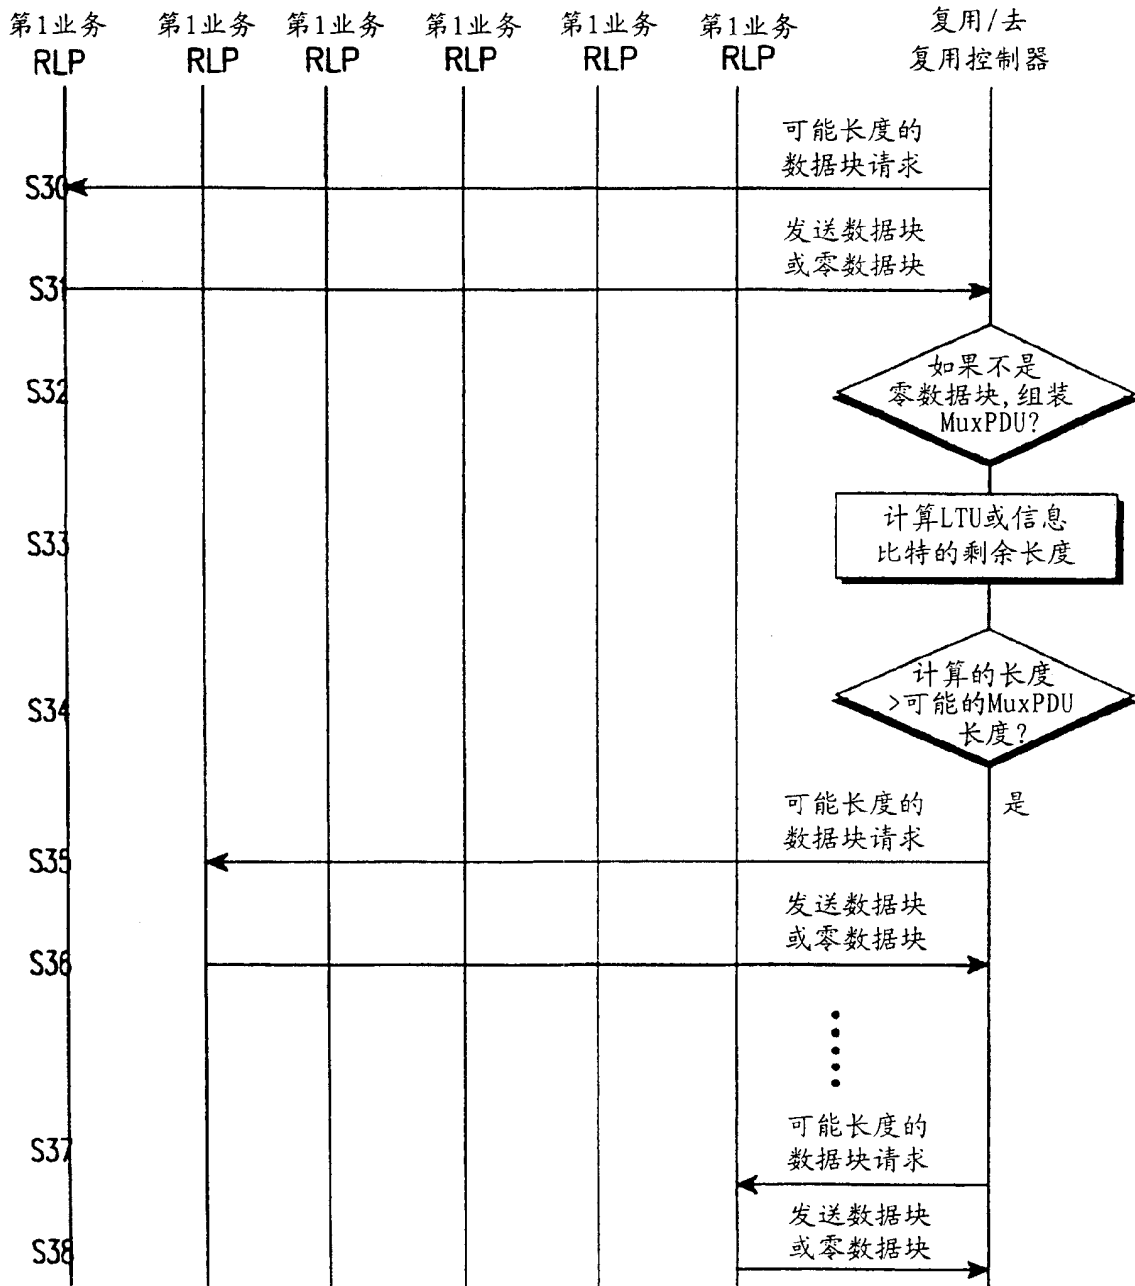 第1业务
RLP
第1业务
RLP
第1业务
RLP
第1业务
RLP
第1业务
RLP
第1业务
RLP
复用/去
复用控制器
可能长度的
数据块请求
S30
发送数据块
或零数据块
S31
如果不是
零数据块,组装
MuxPDU?
S32
计算LTU或信息
比特的剩余长度
S33
计算的长度
>可能的MuxPDU
长度?
S34
是
可能长度的
数据块请求
S35
发送数据块
或零数据块
S36
可能长度的
数据块请求
S37
发送数据块
或零数据块
S38